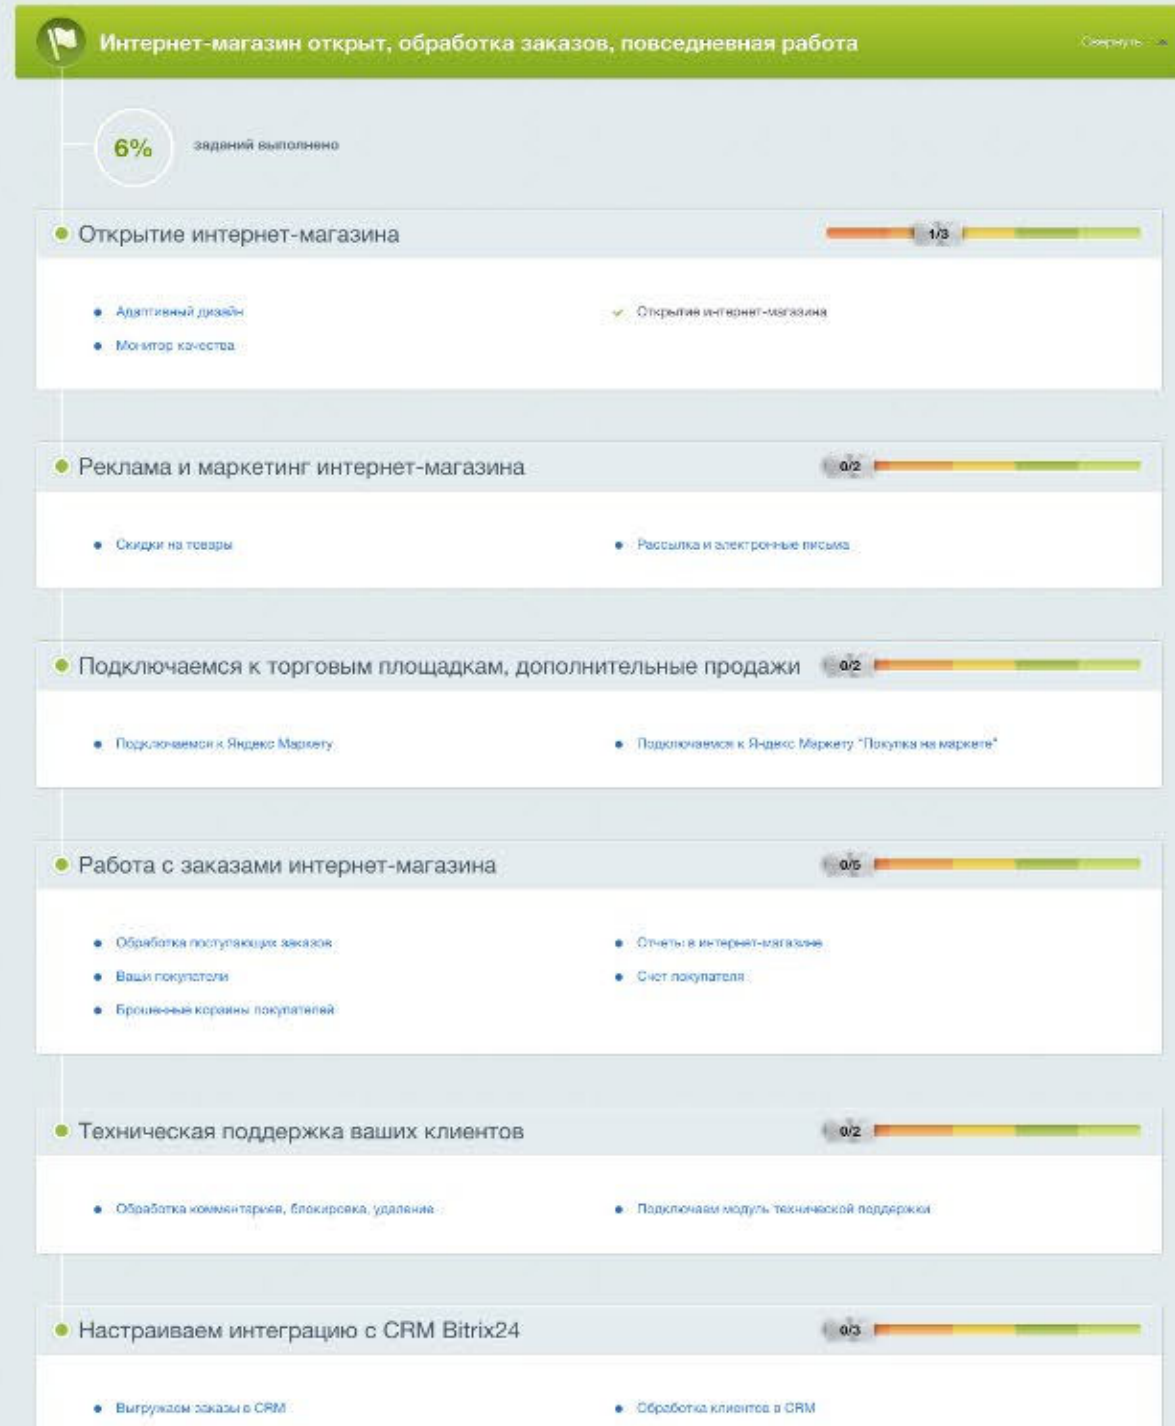 Интернет-магазин открыт, обработка заказов, повседневная работа
Свернуть
6%
заданий выполнено
Открытие интернет-магазина
1/3
Адаптивный дизайн
Открытие интернет-магазина
Монитор качества
Реклама и маркетинг интернет-магазина
0/2
Скидки на товары
Рассылка и электронные письма
Подключаемся к торговым площадкам, дополнительные продажи
0/2
Подключаемся к Яндекс Маркету
Подключаемся к Яндекс Маркету "Покупка на маркете"
Работа с заказами интернет-магазина
0/5
Обработка поступающих заказов
Отчеты в интернет-магазине
Ваши покупатели
Счет покупателя
Брошенные корзины покупателей
Техническая поддержка ваших клиентов
0/2
Обработка комментариев, блокировка, удаление
Подключаем модуль технической поддержки
Настраиваем интеграцию с CRM Bitrix24
0/3
Выгружаем заказы в CRM
Обработка клиентов в CRM